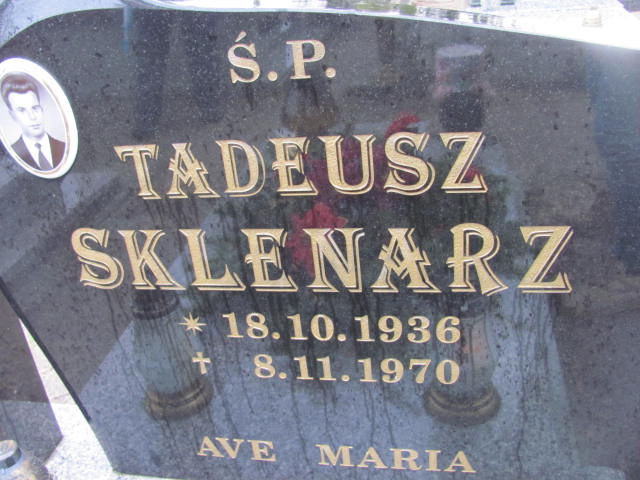 Ś.P.
TADEUSZ
SKLENARZ
* 18.10.1936
✝ 8.11.1970
AVE MARIA